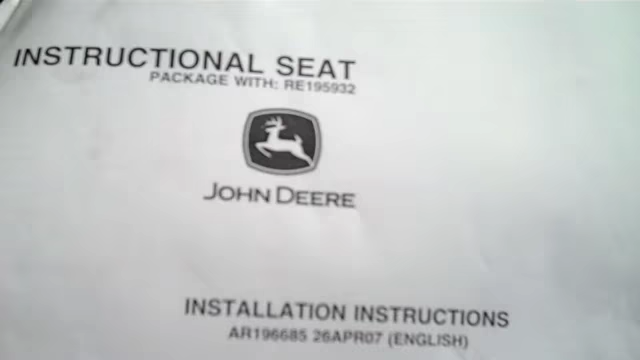 INSTRUCTIONAL SEAT
PACKAGE WITH: RE195932
JOHN DEERE
INSTALLATION INSTRUCTIONS
AR196685 26APR07 (ENGLISH)